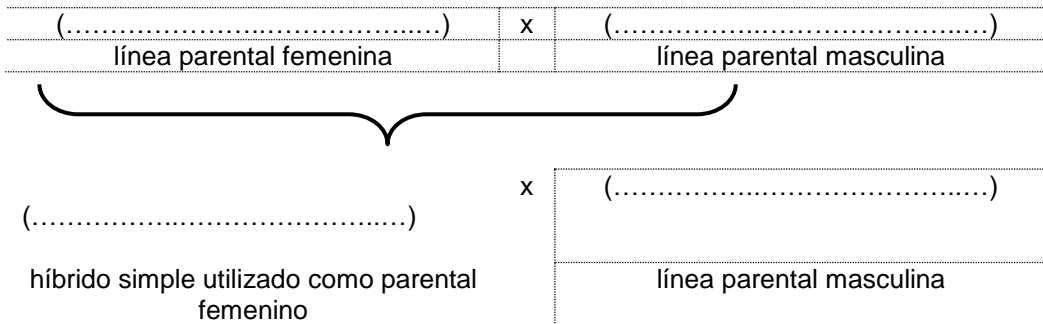 (……………….………………….…) x (……………….………………….…)
línea parental femenina línea parental masculina
x (……………….………………….…)
(……………….………………….…)
híbrido simple utilizado como parental línea parental masculina
femenino